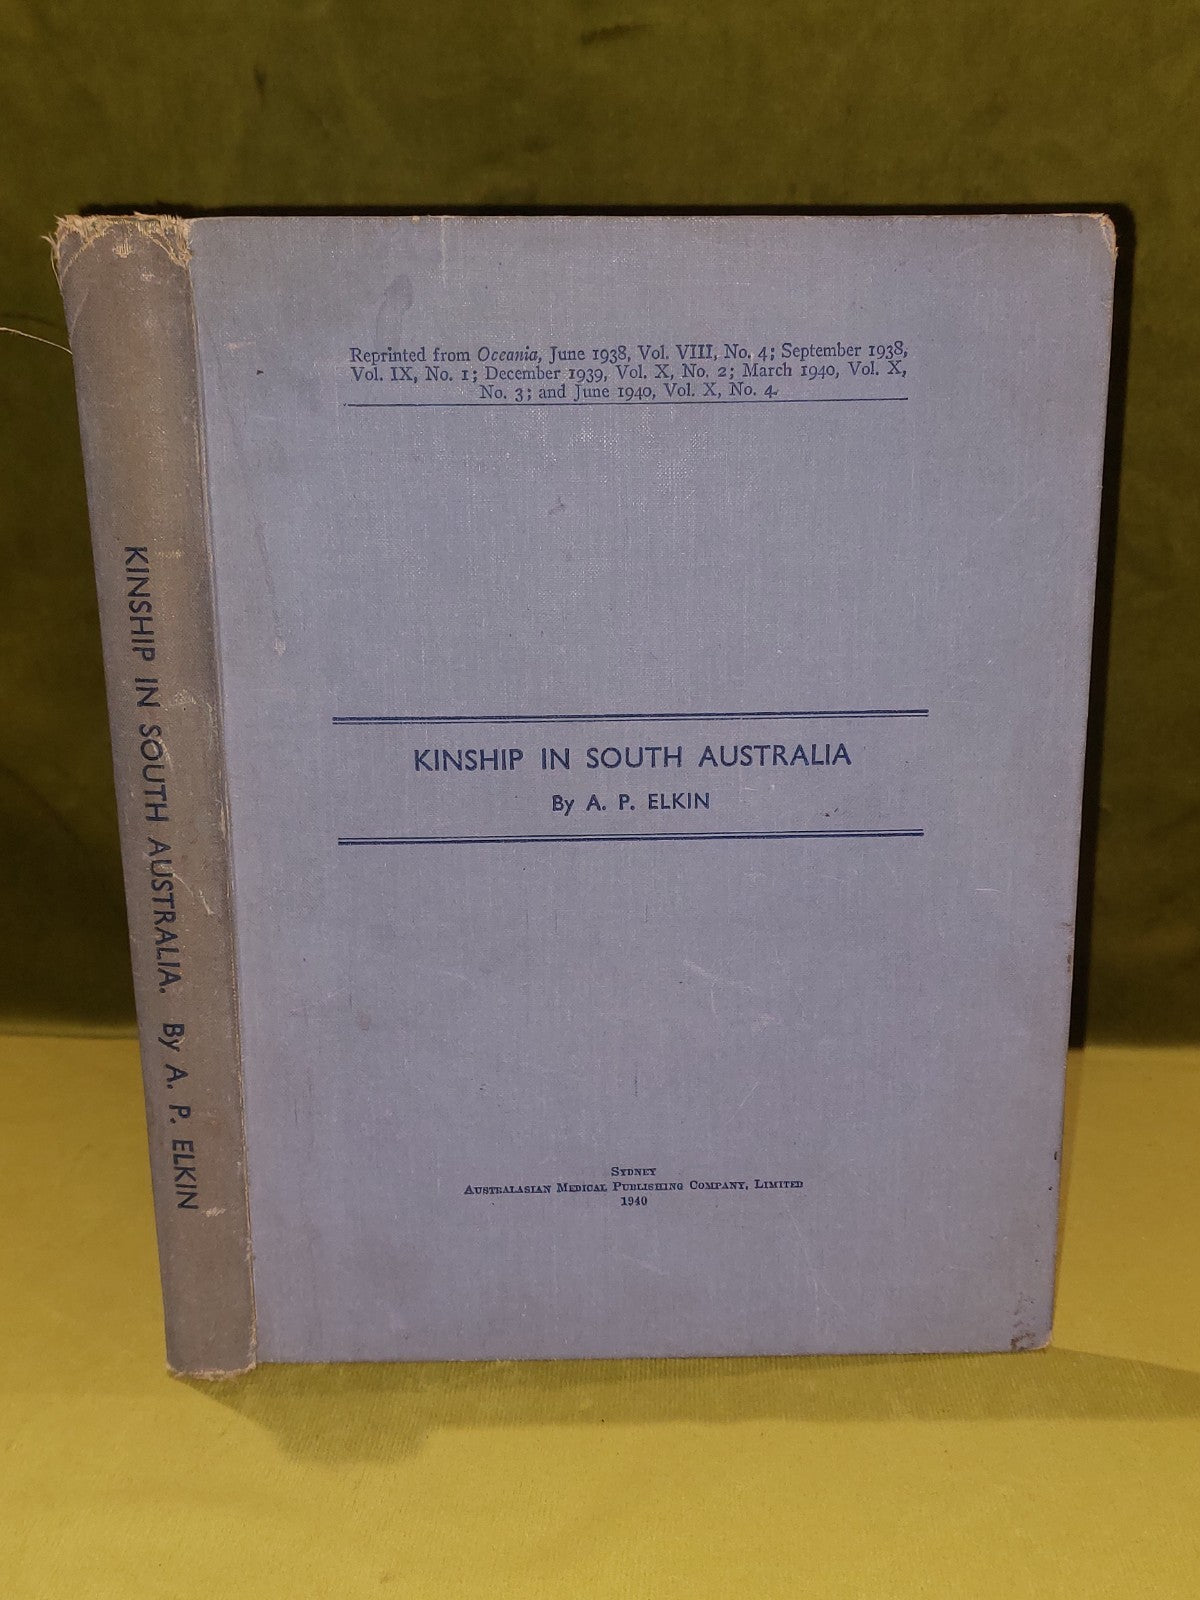 Reprinted from Oceania, June 1938, Vol. VIII, No. 4; September 1938,
Vol. IX, No. 1; December 1939, Vol. X, No. 2; March 1940, Vol. X,
No. 3; and June 1940, Vol. X, No. 4.
KINSHIP IN SOUTH AUSTRALIA
By A. P. ELKIN
SYDNEY
AUSTRALASIAN MEDICAL PUBLISHING COMPANY, LIMITED
1940
KINSHIP IN SOUTH AUSTRALIA. By A. P. ELKIN